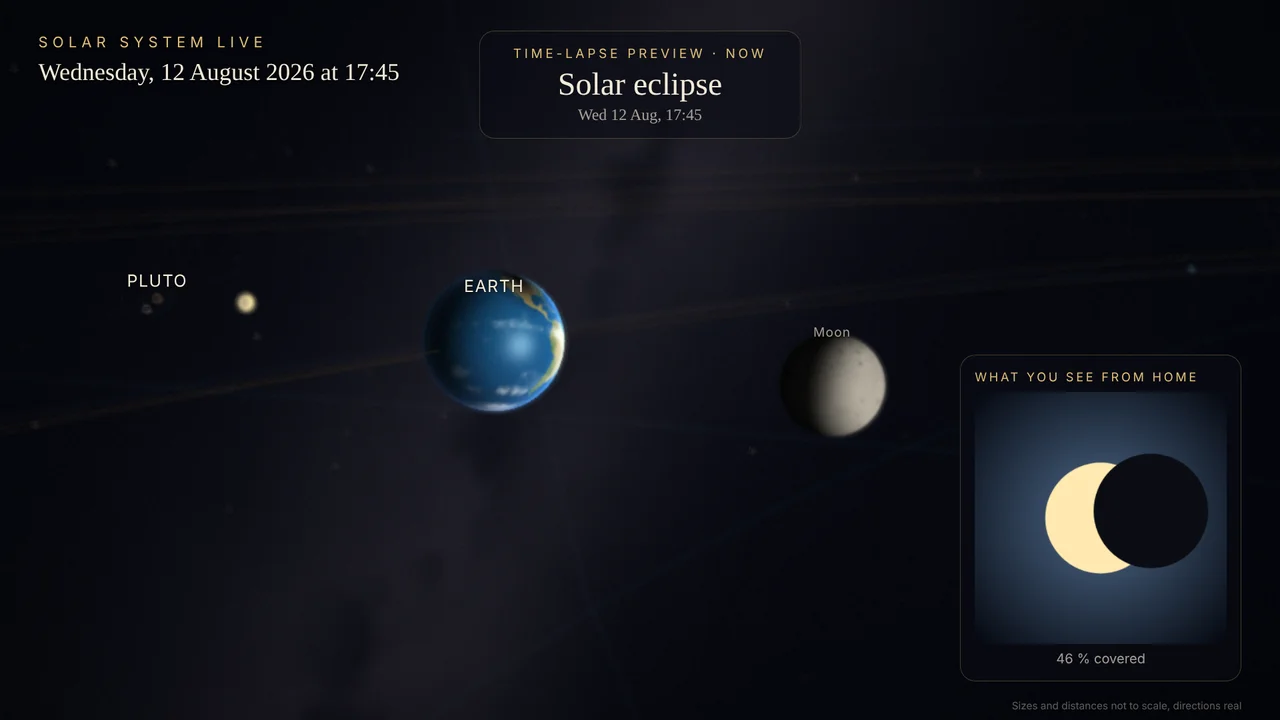 SOLAR SYSTEM LIVE
Wednesday, 12 August 2026 at 17:45
TIME-LAPSE PREVIEW · NOW
Solar eclipse
Wed 12 Aug, 17:45
PLUTO
EARTH
Moon
WHAT YOU SEE FROM HOME
46 % covered
Sizes and distances not to scale, directions real